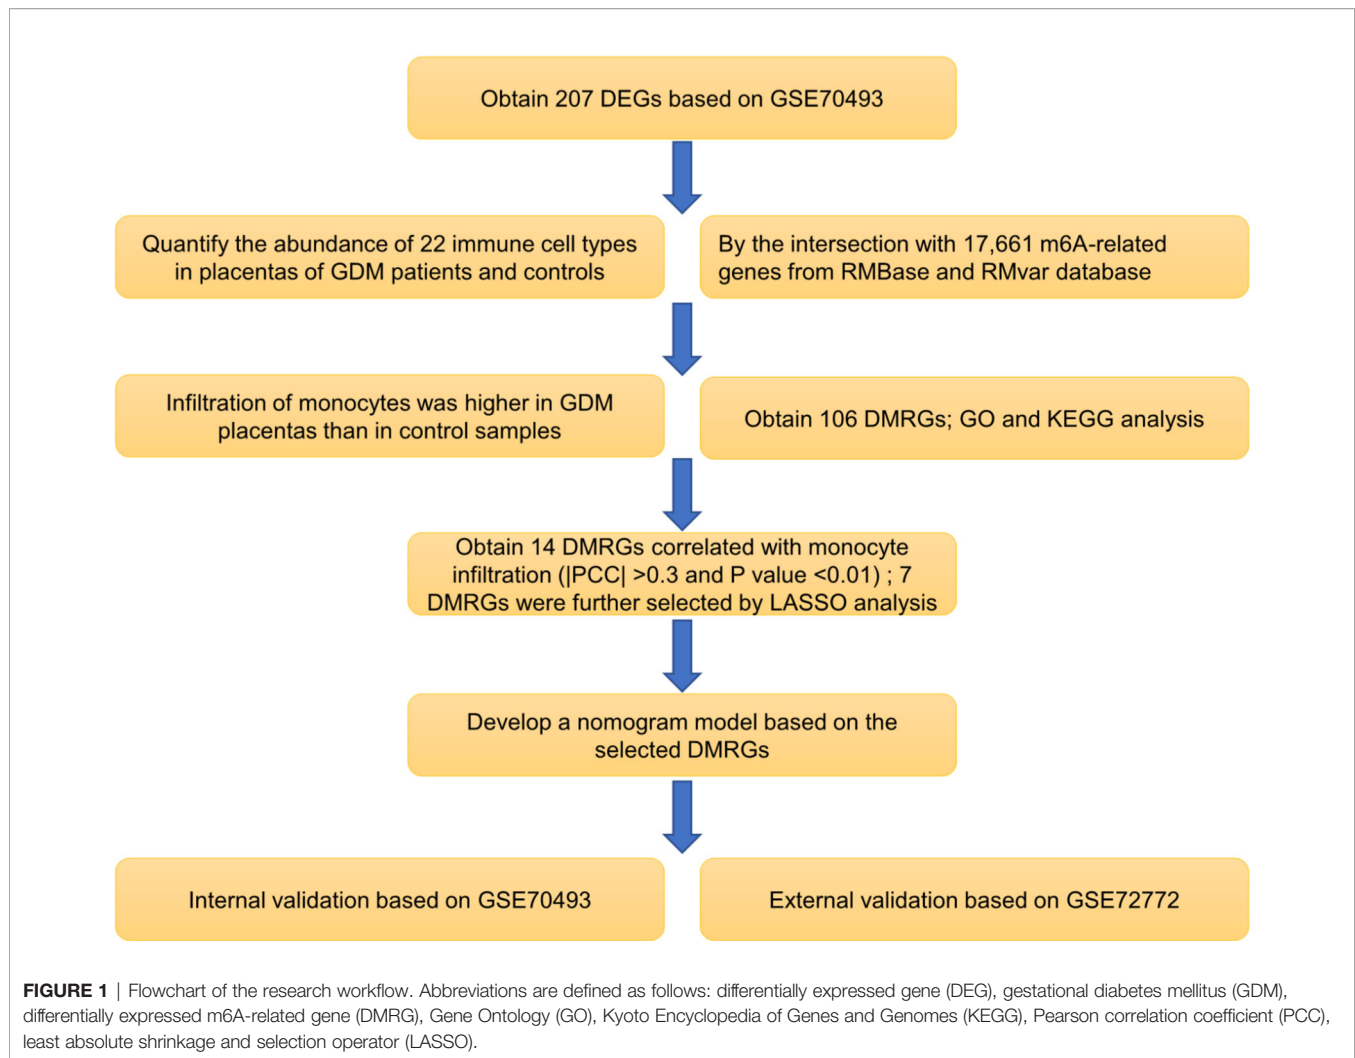 Obtain 207 DEGs based on GSE70493
Quantify the abundance of 22 immune cell types
in placentas of GDM patients and controls
By the intersection with 17,661 m6A-related
genes from RMBase and RMvar database
Infiltration of monocytes was higher in GDM
placentas than in control samples
Obtain 106 DMRGs; GO and KEGG analysis
Obtain 14 DMRGs correlated with monocyte
infiltration (|PCC| >0.3 and P value <0.01) ; 7
DMRGs were further selected by LASSO analysis
Develop a nomogram model based on the
selected DMRGs
Internal validation based on GSE70493
External validation based on GSE72772
FIGURE 1 | Flowchart of the research workflow. Abbreviations are defined as follows: differentially expressed gene (DEG), gestational diabetes mellitus (GDM),
differentially expressed m6A-related gene (DMRG), Gene Ontology (GO), Kyoto Encyclopedia of Genes and Genomes (KEGG), Pearson correlation coefficient (PCC),
least absolute shrinkage and selection operator (LASSO).